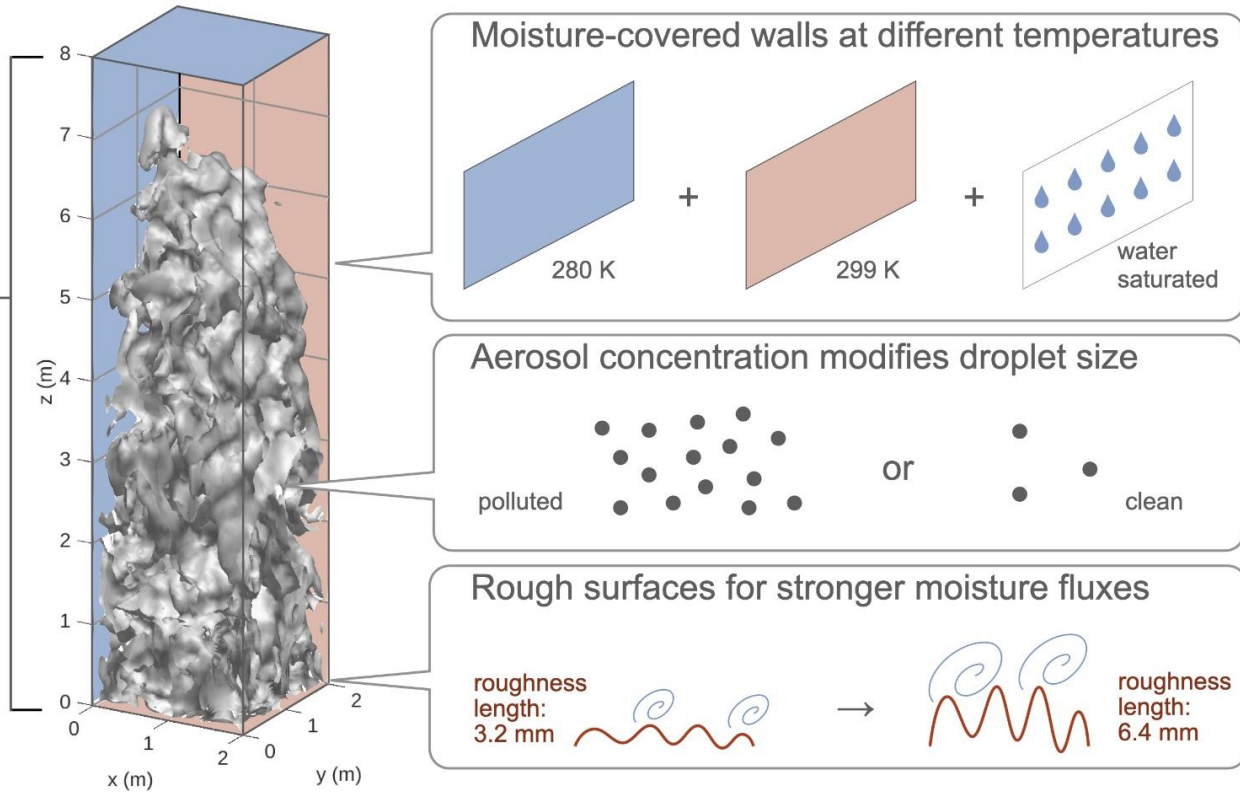 8
7
6
5
4
3
2
1
0
z (m)
0
1
2
x (m)
0
1
2
y (m)
Moisture-covered walls at different temperatures
+
+
280 K
299 K
water
saturated
Aerosol concentration modifies droplet size
polluted
or
clean
Rough surfaces for stronger moisture fluxes
roughness
length:
3.2 mm
→
roughness
length:
6.4 mm